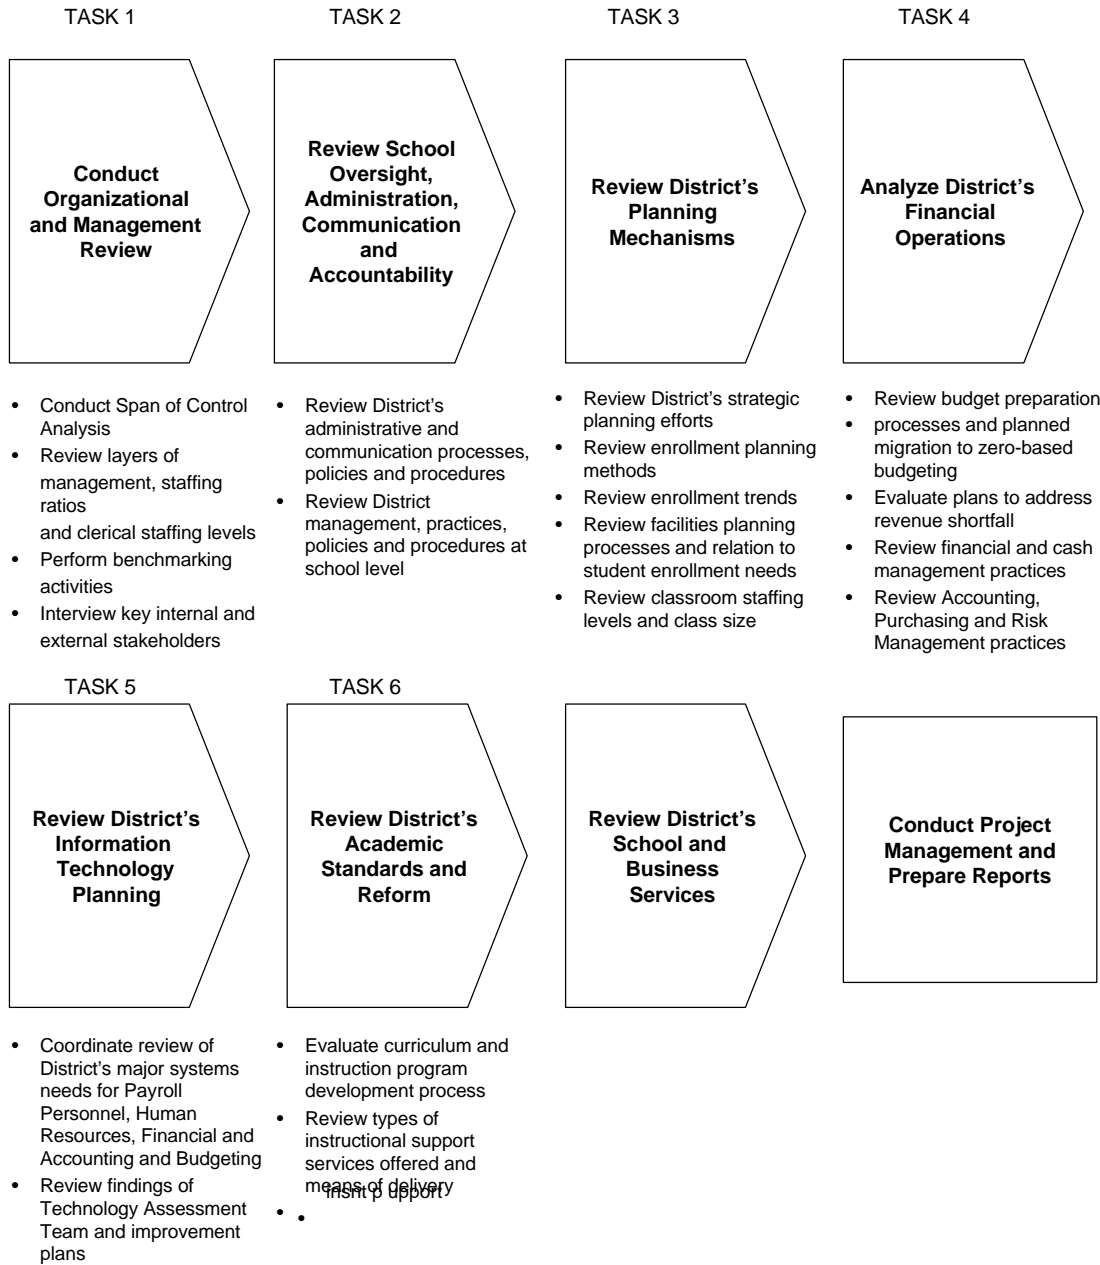 TASK 1
TASK 2
TASK 3
TASK 4
Conduct
Organizational
and Management
Review
Review School
Oversight,
Administration,
Communication
and
Accountability
Review District’s
Planning
Mechanisms
Analyze District’s
Financial
Operations
• Conduct Span of Control
Analysis
• Review layers of
management, staffing
ratios
and clerical staffing levels
• Perform benchmarking
activities
• Interview key internal and
external stakeholders
• Review District’s
administrative and
communication processes,
policies and procedures
• Review District
management, practices,
policies and procedures at
school level
• Review District’s strategic
planning efforts
• Review enrollment planning
methods
• Review enrollment trends
• Review facilities planning
processes and relation to
student enrollment needs
• Review classroom staffing
levels and class size
• Review budget preparation
• processes and planned
migration to zero-based
budgeting
• Evaluate plans to address
revenue shortfall
• Review financial and cash
management practices
• Review Accounting,
Purchasing and Risk
Management practices
TASK 5
TASK 6
Review District’s
Information
Technology
Planning
Review District’s
Academic
Standards and
Reform
Review District’s
School and
Business
Services
Conduct Project
Management and
Prepare Reports
• Coordinate review of
District’s major systems
needs for Payroll
Personnel, Human
Resources, Financial and
Accounting and Budgeting
• Review findings of
Technology Assessment
Team and improvement
plans
• Evaluate curriculum and
instruction program
development process
• Review types of
instructional support
services offered and
means of delivery